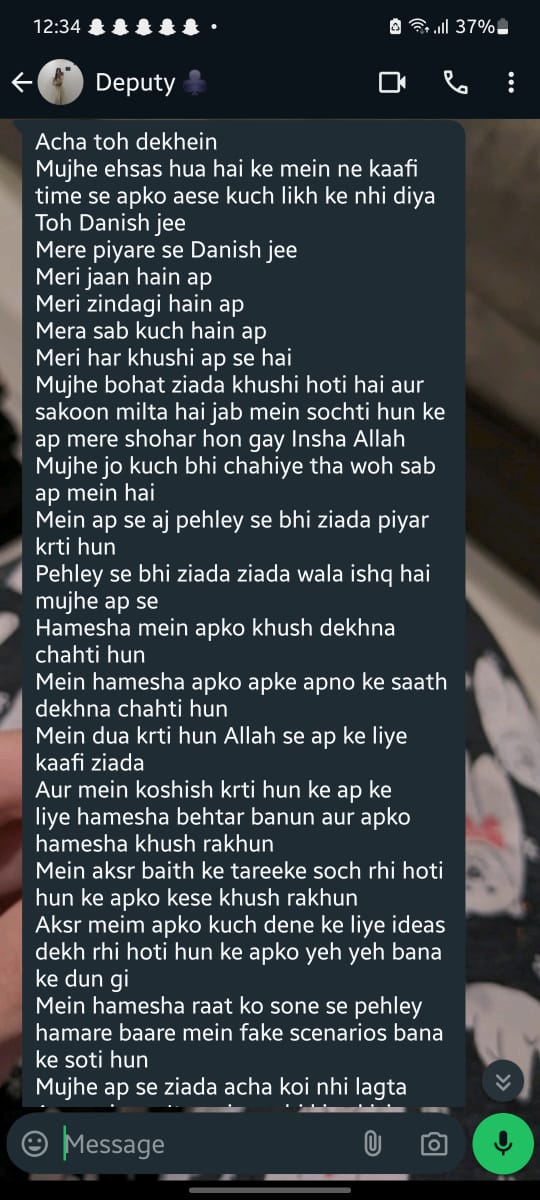 12:34
37%
Deputy
Acha toh dekhein
Mujhe ehsas hua hai ke mein ne kaafi
time se apko aese kuch likh ke nhi diya
Toh Danish jee
Mere piyare se Danish jee
Meri jaan hain ap
Meri zindagi hain ap
Mera sab kuch hain ap
Meri har khushi ap se hai
Mujhe bohat ziada khushi hoti hai aur
sakoon milta hai jab mein sochti hun ke
ap mere shohar hon gay Insha Allah
Mujhe jo kuch bhi chahiye tha woh sab
ap mein hai
Mein ap se aj pehley se bhi ziada piyar
krti hun
Pehley se bhi ziada ziada wala ishq hai
mujhe ap se
Hamesha mein apko khush dekhna
chahti hun
Mein hamesha apko apke apno ke saath
dekhna chahti hun
Mein dua krti hun Allah se ap ke liye
kaafi ziada
Aur mein koshish krti hun ke ap ke
liye hamesha behtar banun aur apko
hamesha khush rakhun
Mein aksr baith ke tareeke soch rhi hoti
hun ke apko kese khush rakhun
Aksr meim apko kuch dene ke liye ideas
dekh rhi hoti hun ke apko yeh yeh bana
ke dun gi
Mein hamesha raat ko sone se pehley
hamare baare mein fake scenarios bana
ke soti hun
Mujhe ap se ziada acha koi nhi lagta
Message